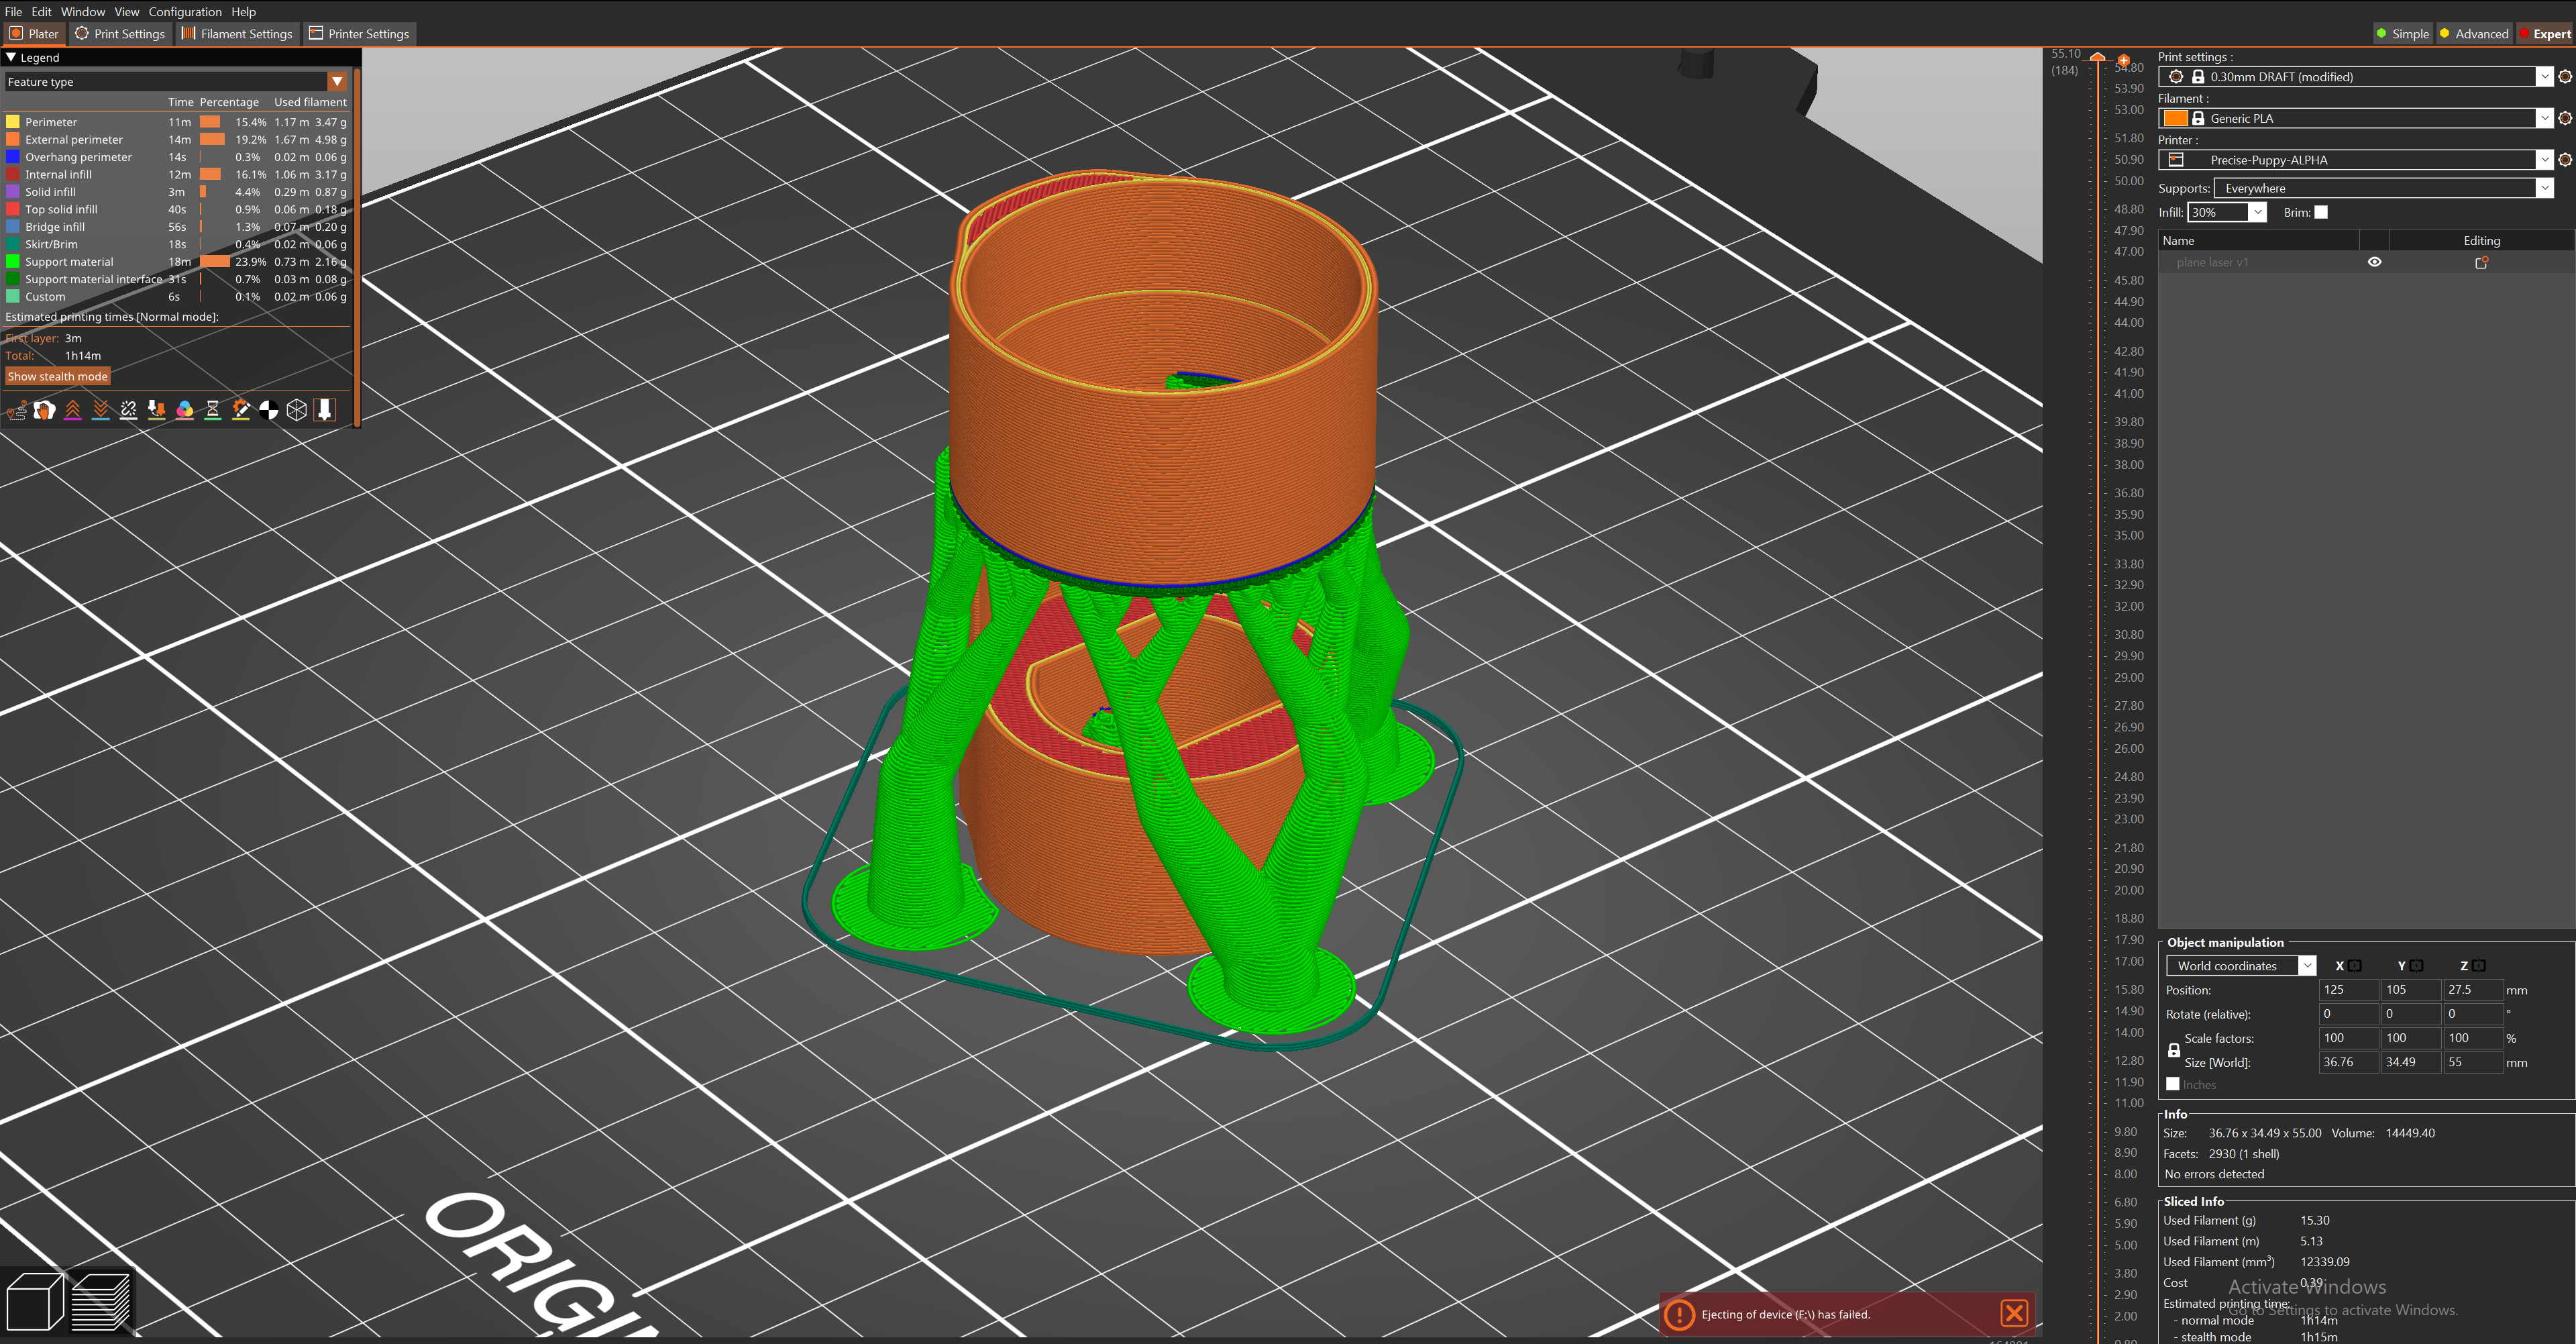 File Edit Window View Configuration Help
Plater Print Settings Filament Settings Printer Settings
Simple Advanced Expert
Legend
Feature type
Time Percentage Used filament
Perimeter 11m 15.4% 1.17 m 3.47 g
External perimeter 14m 19.2% 1.67 m 4.98 g
Overhang perimeter 14s 0.3% 0.02 m 0.06 g
Internal infill 12m 16.1% 1.06 m 3.17 g
Solid infill 3m 4.4% 0.29 m 0.87 g
Top solid infill 40s 0.9% 0.06 m 0.18 g
Bridge infill 56s 1.3% 0.07 m 0.20 g
Skirt/Brim 18s 0.4% 0.02 m 0.06 g
Support material 18m 23.9% 0.73 m 2.16 g
Support material interface 31s 0.7% 0.03 m 0.08 g
Custom 6s 0.1% 0.02 m 0.06 g
Estimated printing times [Normal mode]:
First layer: 3m
Total: 1h14m
Show stealth mode
ORIGI
Ejecting of device (F:\) has failed.
55.10
(184)
54.80
53.90
53.00
51.80
50.90
50.00
48.80
47.90
47.00
45.80
44.90
44.00
42.80
41.90
41.00
39.80
38.90
38.00
36.80
35.90
35.00
33.80
32.90
32.00
30.80
29.90
29.00
27.80
26.90
26.00
24.80
23.90
23.00
21.80
20.90
20.00
18.80
17.90
17.00
15.80
14.90
14.00
12.80
11.90
11.00
9.80
8.90
8.00
6.80
5.90
5.00
3.80
2.90
2.00
Print settings :
0.30mm DRAFT (modified)
Filament :
Generic PLA
Printer :
Precise-Puppy-ALPHA
Supports: Everywhere
Infill: 30% Brim:
Name Editing
plane laser v1
Object manipulation
World coordinates X Y Z
Position: 125 105 27.5 mm
Rotate (relative): 0 0 0 °
Scale factors: 100 100 100 %
Size [World]: 36.76 34.49 55 mm
Inches
Info
Size: 36.76 x 34.49 x 55.00 Volume: 14449.40
Facets: 2930 (1 shell)
No errors detected
Sliced Info
Used Filament (g) 15.30
Used Filament (m) 5.13
Used Filament (mm³) 12339.09
Cost 0.39
Activate Windows
Estimated printing time:
Go to Settings to activate Windows.
- normal mode 1h14m
- stealth mode 1h15m